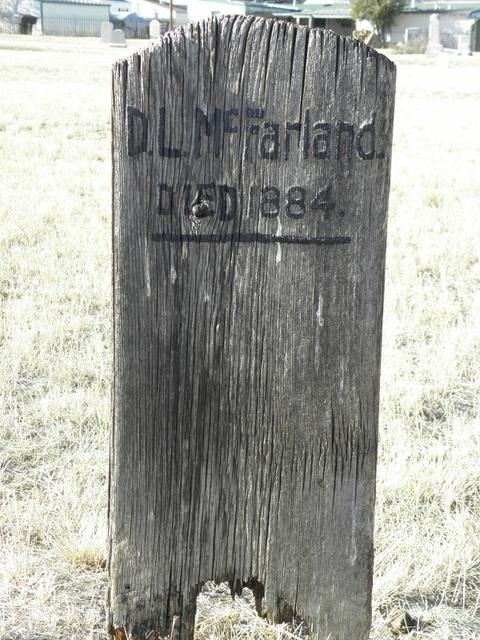 D.L. McFarland.
DIED 1884.